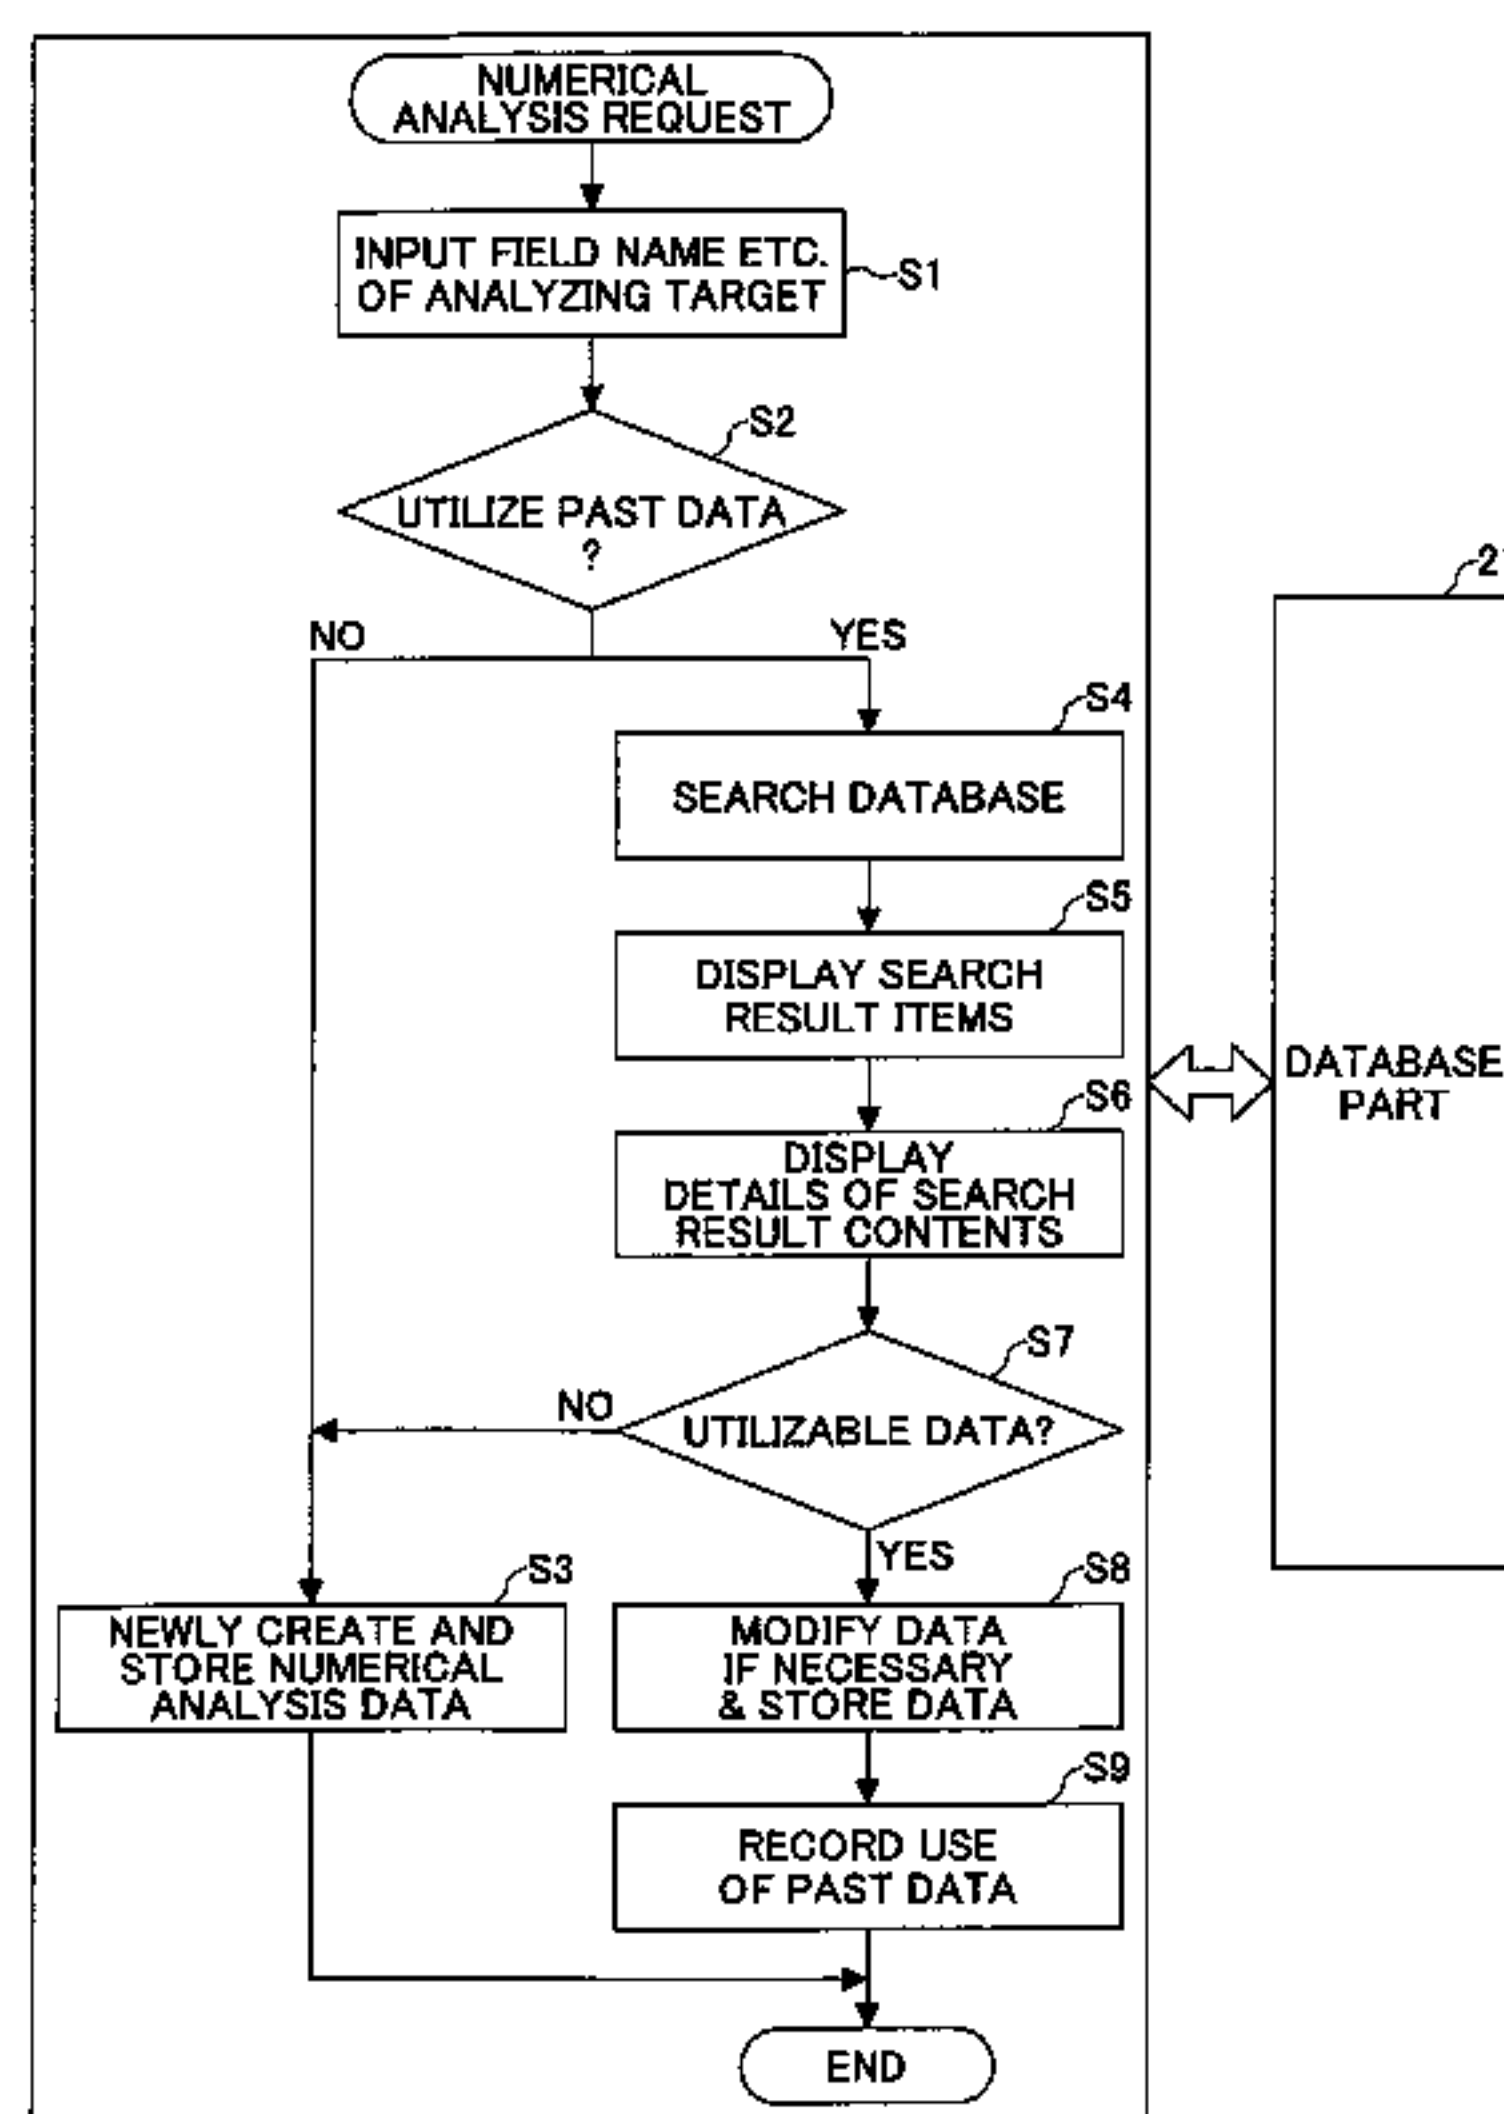 NUMERICAL
ANALYSIS REQUEST
INPUT FIELD NAME ETC.
OF ANALYZING TARGET
S1
S2
UTILIZE PAST DATA
?
NO
YES
S4
SEARCH DATABASE
S5
DISPLAY SEARCH
RESULT ITEMS
S6
DISPLAY
DETAILS OF SEARCH
RESULT CONTENTS
S7
UTILIZABLE DATA?
NO
YES
S3
NEWLY CREATE AND
STORE NUMERICAL
ANALYSIS DATA
S8
MODIFY DATA
IF NECESSARY
& STORE DATA
S9
RECORD USE
OF PAST DATA
END
DATABASE
PART